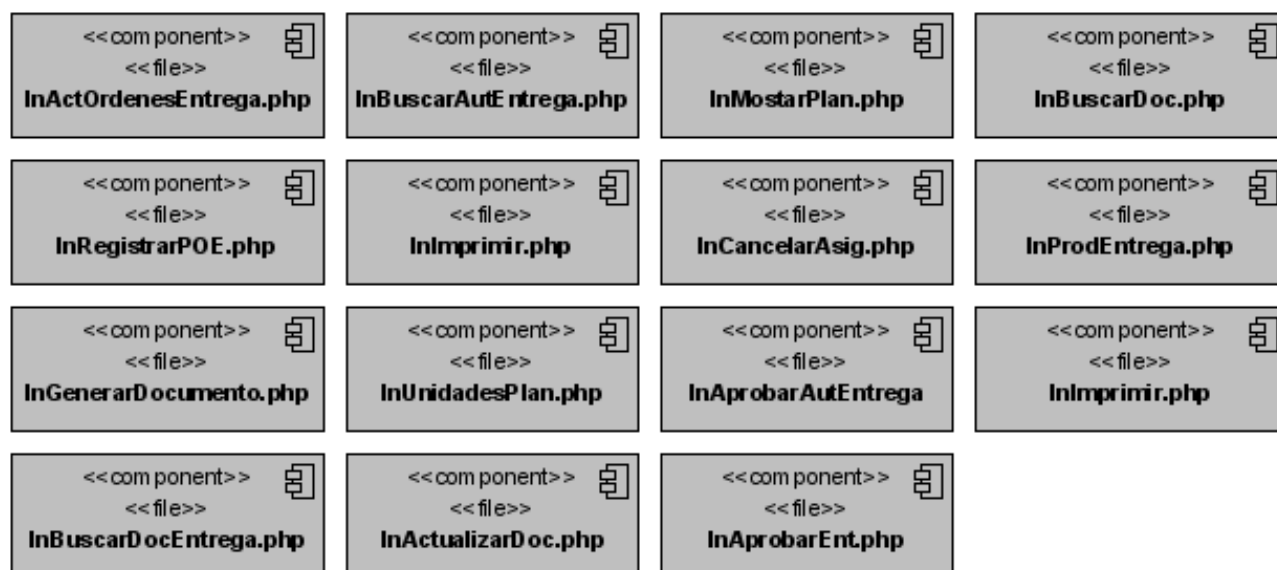 <<component>>
<<file>>
InActOrdenesEntrega.php
<<component>>
<<file>>
InBuscarAutEntrega.php
<<component>>
<<file>>
InMostarPlan.php
<<component>>
<<file>>
InBuscarDoc.php
<<component>>
<<file>>
InRegistrarPOE.php
<<component>>
<<file>>
InImprimir.php
<<component>>
<<file>>
InCancelarAsig.php
<<component>>
<<file>>
InProdEntrega.php
<<component>>
<<file>>
InGenerarDocumento.php
<<component>>
<<file>>
InUnidadesPlan.php
<<component>>
<<file>>
InAprobarAutEntrega
<<component>>
<<file>>
InImprimir.php
<<component>>
<<file>>
InBuscarDocEntrega.php
<<component>>
<<file>>
InActualizarDoc.php
<<component>>
<<file>>
InAprobarEnt.php